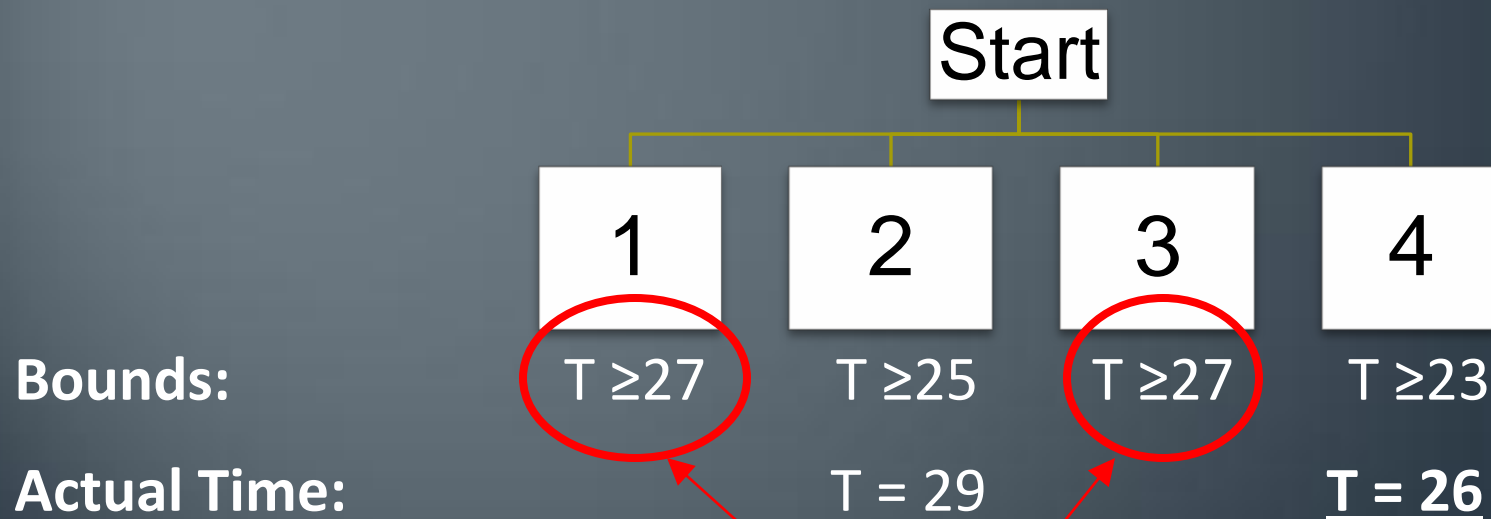 Start
1 2 3 4
Bounds: T ≥27 T ≥25 T ≥27 T ≥23
Actual Time: T = 29 T = 26